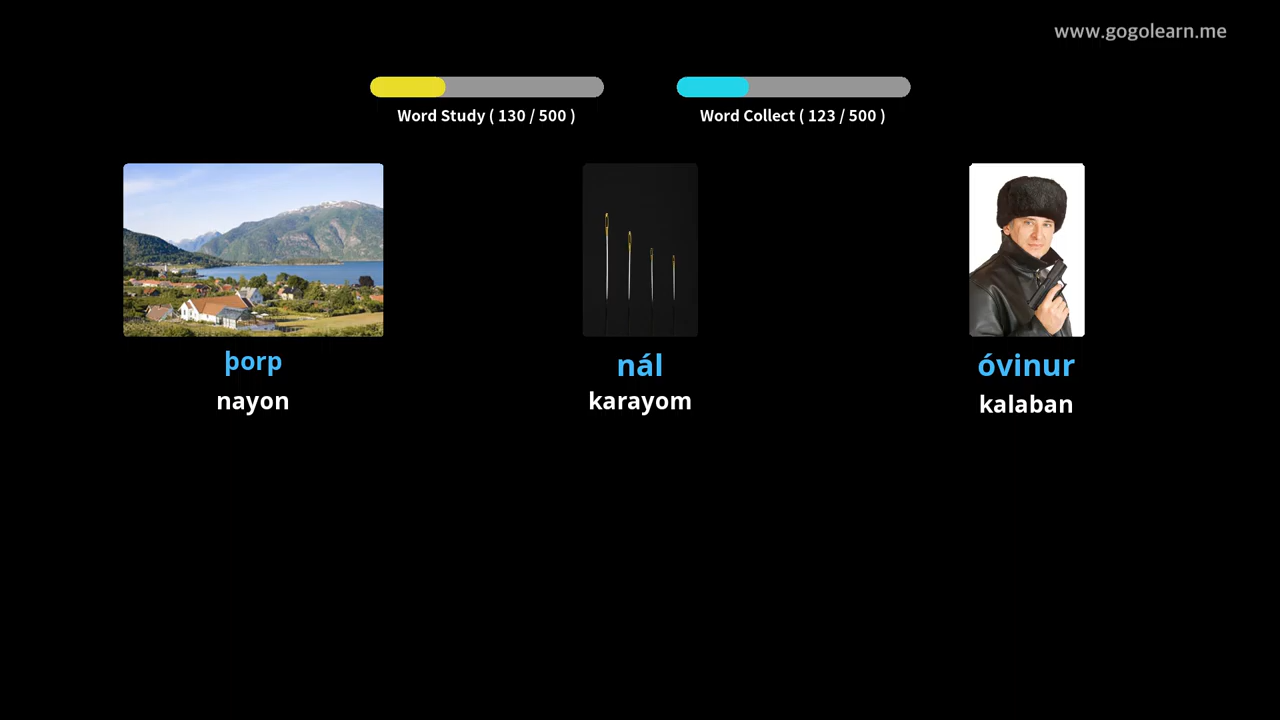 www.gogolearn.me
Word Study ( 130 / 500 )
Word Collect ( 123 / 500 )
þorp
nál
óvinur
nayon
karayom
kalaban